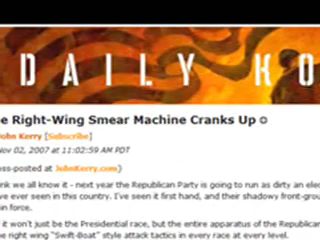 DAILY KO
e Right-Wing Smear Machine Cranks Up
John Kerry [Subscribe]
Nov 02, 2007 at 11:02:59 AM PDT
oss-posted at JohnKerry.com)
nk we all know it - next year the Republican Party is going to run as dirty an elec
ve ever seen in this country. I've seen it first hand, and their shadowy front-grou
in force.
it won't just be the Presidential race, but the entire apparatus of the Republican
he right wing "Swift-Boat" style attack tactics in every race at every level.